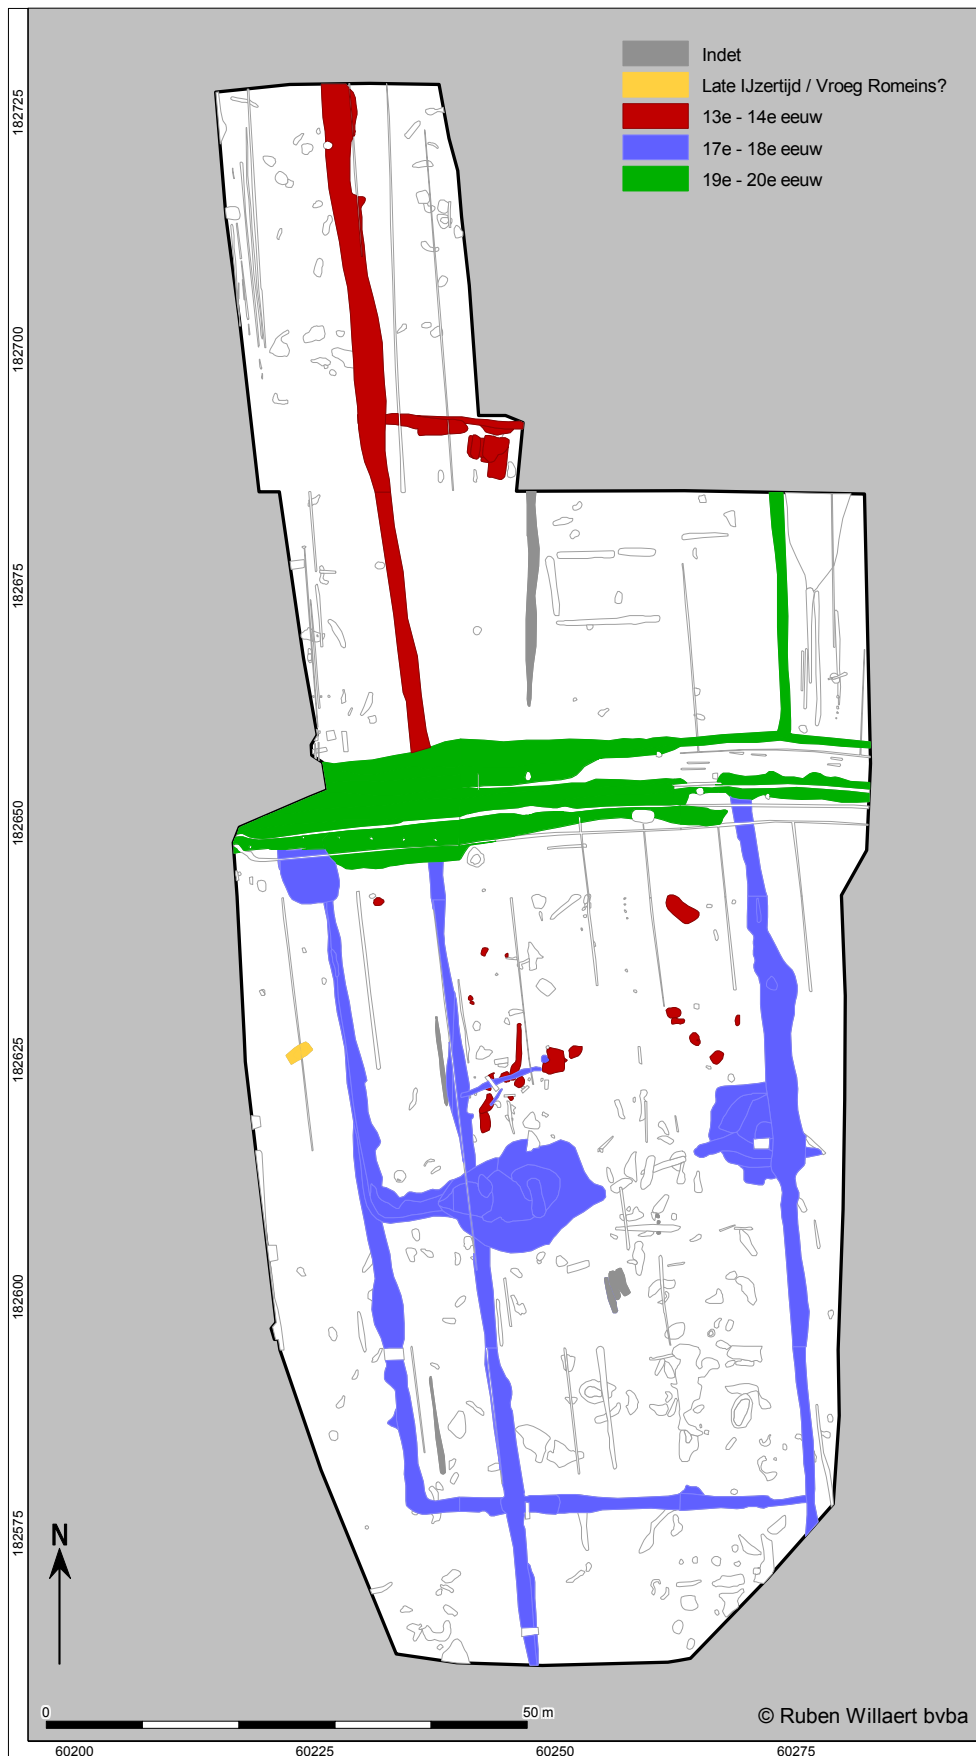 Indet
Late IJzertijd / Vroeg Romeins?
13e - 14e eeuw
17e - 18e eeuw
19e - 20e eeuw
182725
182700
182675
182650
182625
182600
182575
N
0
50 m
© Ruben Willaert bvba
60200
60225
60250
60275